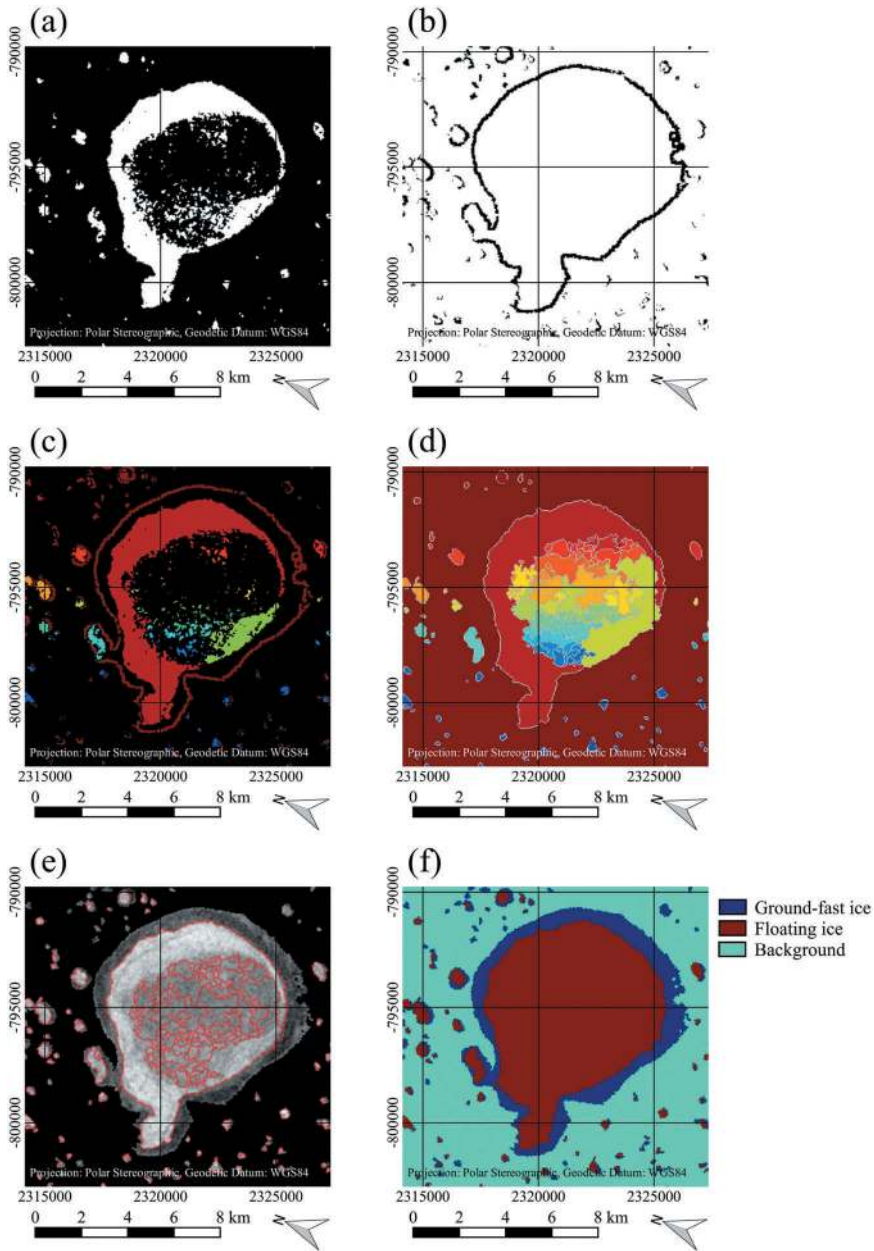 (a)
-790000
-795000
-800000
Projection: Polar Stereographic, Geodetic Datum: WGS84
2315000 2320000 2325000
0 2 4 6 8 km
N
(b)
-790000
-795000
-800000
Projection: Polar Stereographic, Geodetic Datum: WGS84
2315000 2320000 2325000
0 2 4 6 8 km
N
(c)
-790000
-795000
-800000
Projection: Polar Stereographic, Geodetic Datum: WGS84
2315000 2320000 2325000
0 2 4 6 8 km
N
(d)
-790000
-795000
-800000
Projection: Polar Stereographic, Geodetic Datum: WGS84
2315000 2320000 2325000
0 2 4 6 8 km
N
(e)
-790000
-795000
-800000
Projection: Polar Stereographic, Geodetic Datum: WGS84
2315000 2320000 2325000
0 2 4 6 8 km
N
(f)
-790000
-795000
-800000
Projection: Polar Stereographic, Geodetic Datum: WGS84
2315000 2320000 2325000
0 2 4 6 8 km
N
Ground-fast ice
Floating ice
Background